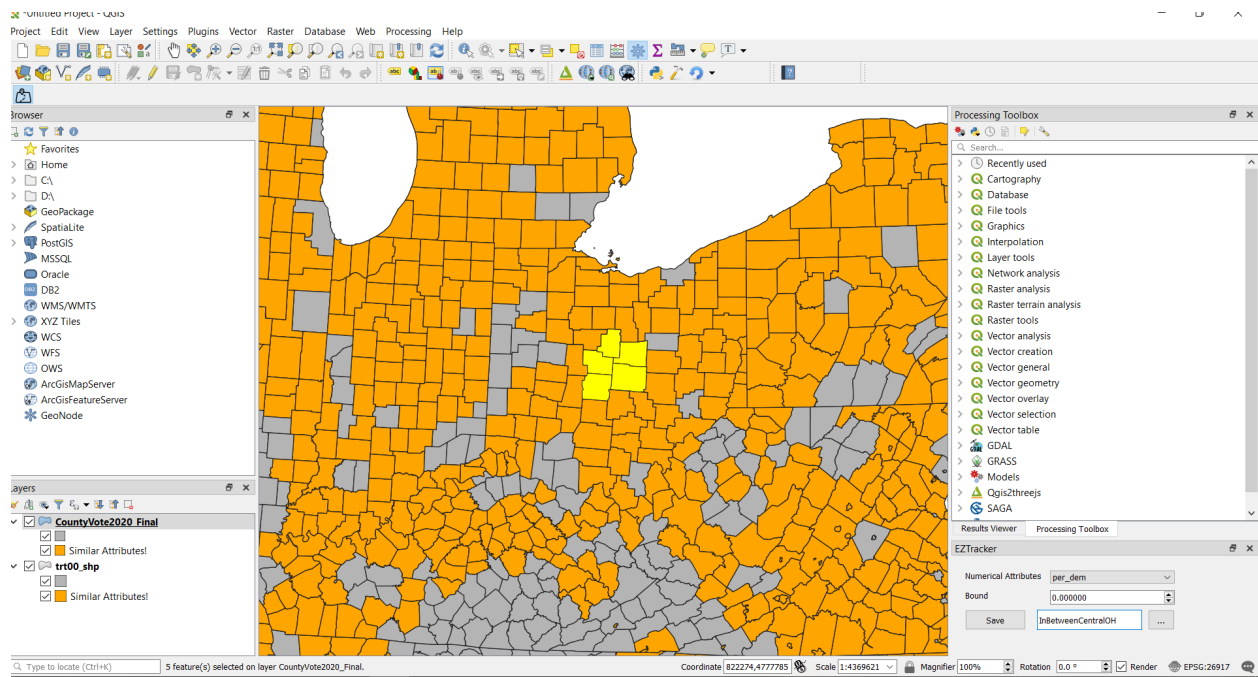 *Untitled Project - QGIS
Project Edit View Layer Settings Plugins Vector Raster Database Web Processing Help
Browser
Favorites
Home
C:\
D:\
GeoPackage
SpatiaLite
PostGIS
MSSQL
Oracle
DB2
WMS/WMTS
XYZ Tiles
WCS
WFS
OWS
ArcGisMapServer
ArcGisFeatureServer
GeoNode
Layers
CountyVote2020_Final
Similar Attributes!
trt00_shp
Similar Attributes!
Processing Toolbox
Search...
Recently used
Cartography
Database
File tools
Graphics
Interpolation
Layer tools
Network analysis
Raster analysis
Raster terrain analysis
Raster tools
Vector analysis
Vector creation
Vector general
Vector geometry
Vector overlay
Vector selection
Vector table
GDAL
GRASS
Models
Qgis2threejs
SAGA
Results Viewer Processing Toolbox
EZTracker
Numerical Attributes per_dem
Bound 0.000000
Save InBetweenCentralOH ...
Type to locate (Ctrl+K) 5 feature(s) selected on layer CountyVote2020_Final. Coordinate 822274,4777785 Scale 1:4369621 Magnifier 100% Rotation 0.0 ° Render EPSG:26917